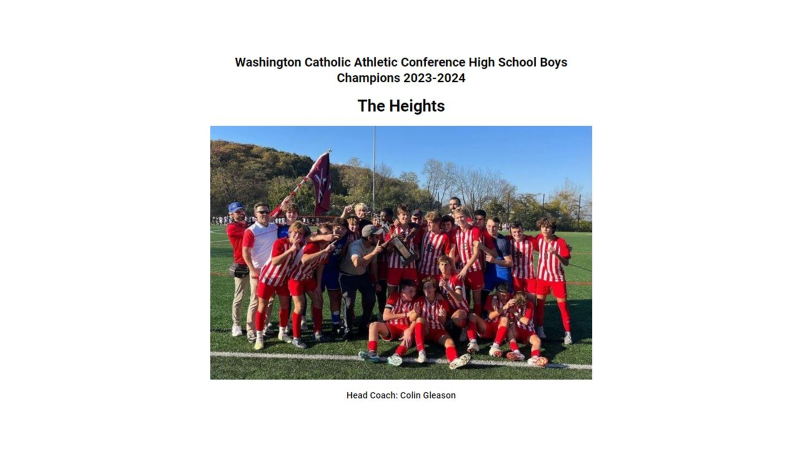 Washington Catholic Athletic Conference High School Boys
Champions 2023-2024
The Heights
Head Coach: Colin Gleason